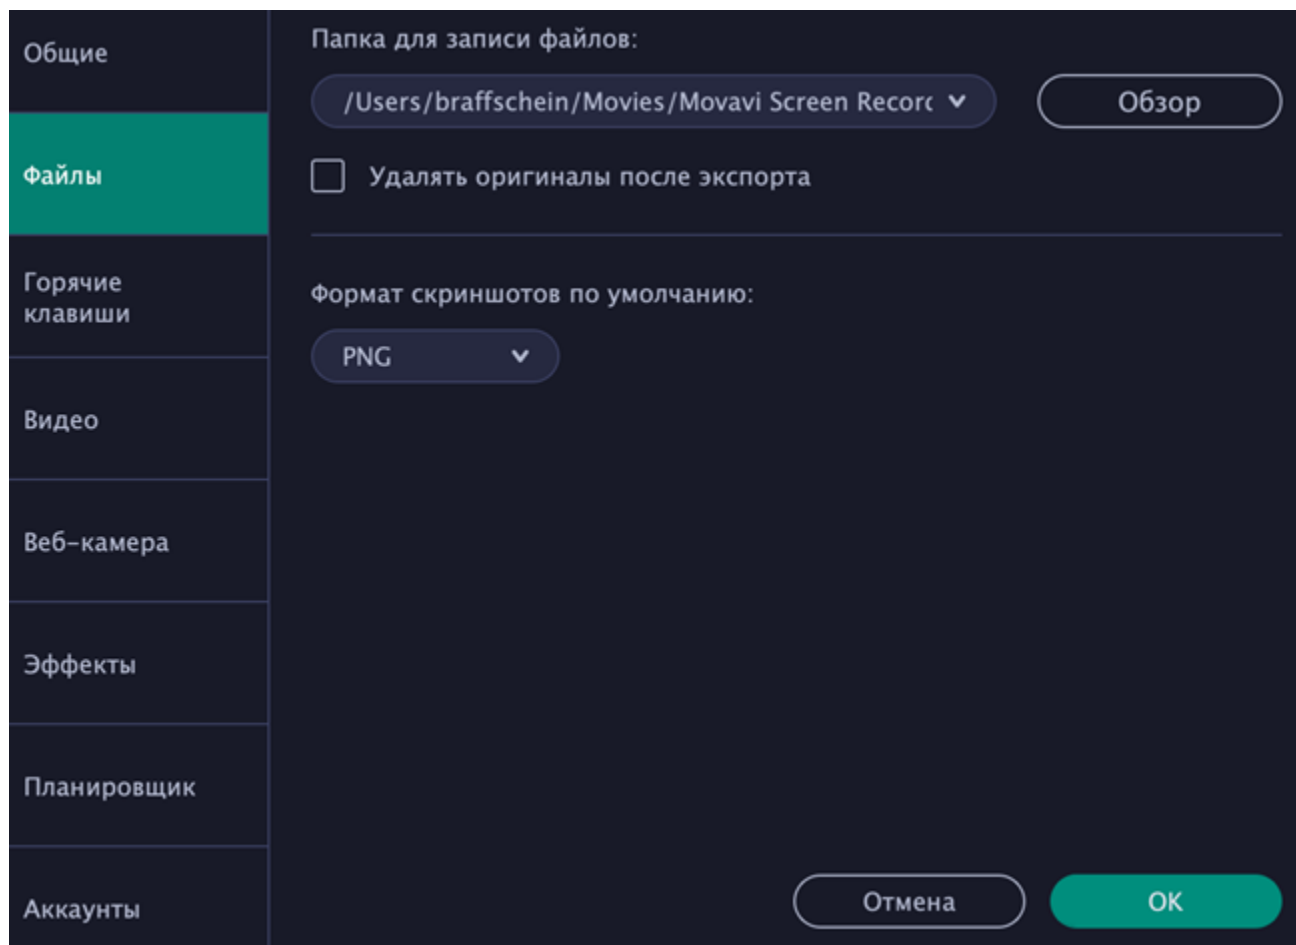 Общие
Файлы
Горячие
клавиши
Видео
Веб-камера
Эффекты
Планировщик
Аккаунты
Папка для записи файлов:
/Users/braffschein/Movies/Movavi Screen Recorc
Обзор
Удалять оригиналы после экспорта
Формат скриншотов по умолчанию:
PNG
Отмена
OK